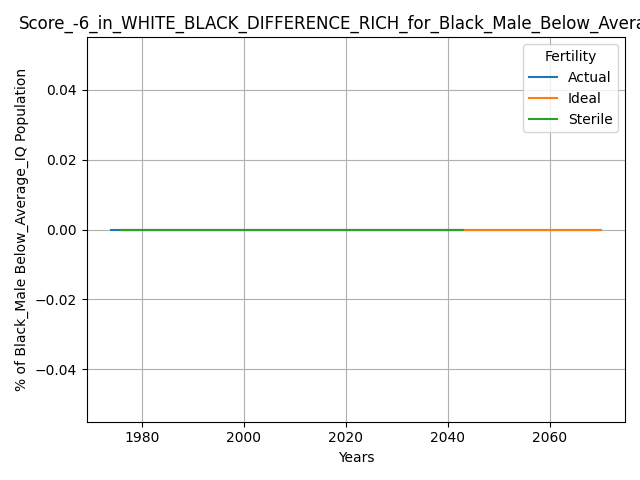 Score_-6_in_WHITE_BLACK_DIFFERENCE_RICH_for_Black_Male_Below_Avera
Fertility
Actual
Ideal
Sterile
% of Black_Male Below_Average_IQ Population
0.04
0.02
0.00
−0.02
−0.04
1980 2000 2020 2040 2060
Years